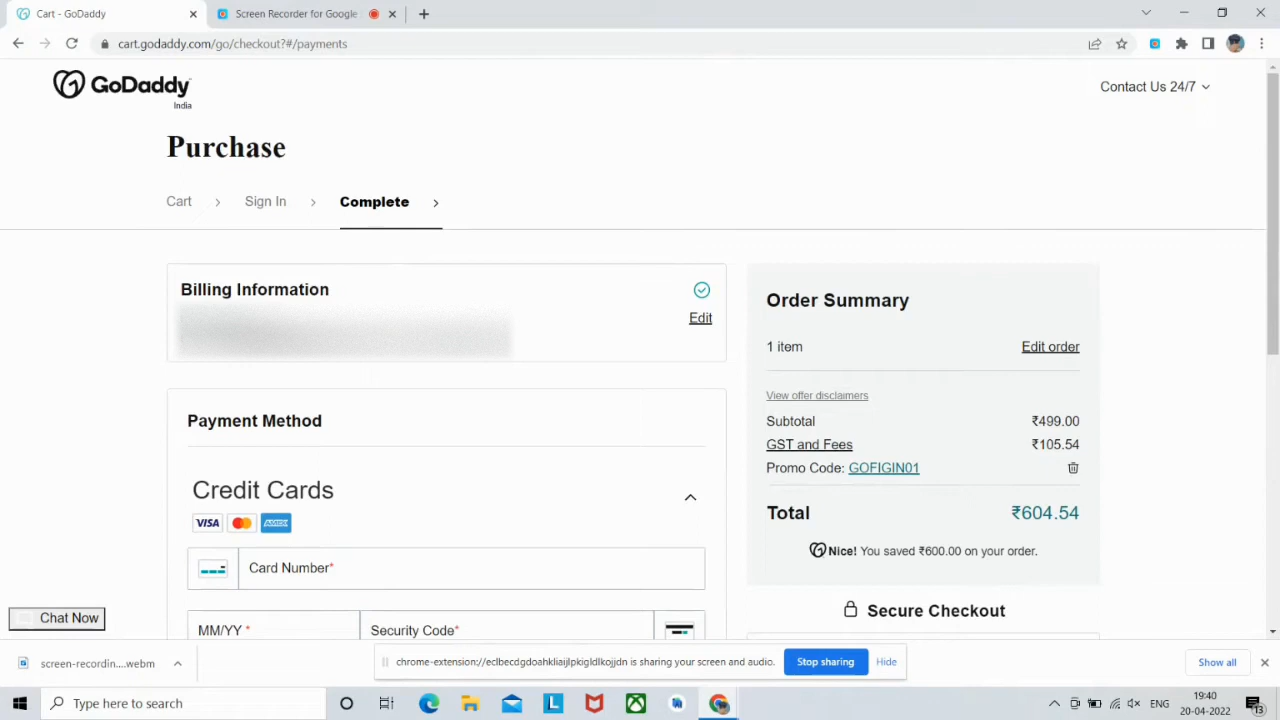 Cart - GoDaddy
Screen Recorder for Google
cart.godaddy.com/go/checkout?#/payments
GoDaddy
India
Contact Us 24/7
Purchase
Cart
Sign In
Complete
Billing Information
Edit
Order Summary
1 item
Edit order
View offer disclaimers
Subtotal
₹499.00
GST and Fees
₹105.54
Promo Code: GOFIGIN01
Total
₹604.54
Nice! You saved ₹600.00 on your order.
Secure Checkout
Payment Method
Credit Cards
VISA
AMEX
Card Number*
MM/YY *
Security Code*
Chat Now
screen-recordin....webm
chrome-extension://eclbecdgdoahkliaijlpkigldlkojjdn is sharing your screen and audio.
Stop sharing
Hide
Show all
Type here to search
L
ENG
19:40
20-04-2022
13